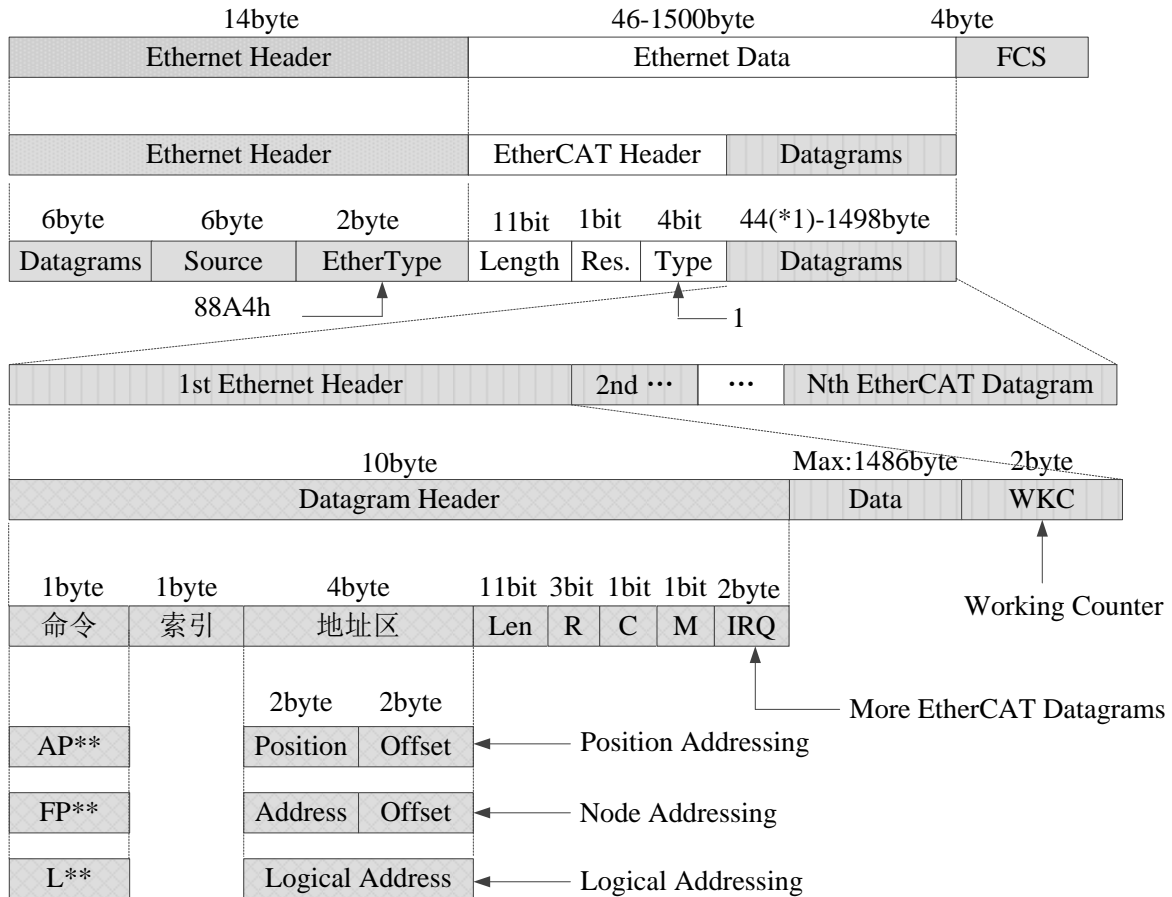 14byte 46-1500byte 4byte
Ethernet Header Ethernet Data FCS
Ethernet Header EtherCAT Header Datagrams
6byte 6byte 2byte 11bit 1bit 4bit 44(*1)-1498byte
Datagrams Source EtherType Length Res. Type Datagrams
88A4h 1
1st Ethernet Header 2nd ··· ··· Nth EtherCAT Datagram
10byte Max:1486byte 2byte
Datagram Header Data WKC
1byte 1byte 4byte 11bit 3bit 1bit 1bit 2byte
Working Counter
命令 索引 地址区 Len R C M IRQ
2byte 2byte
More EtherCAT Datagrams
AP** Position Offset Position Addressing
FP** Address Offset Node Addressing
L** Logical Address Logical Addressing